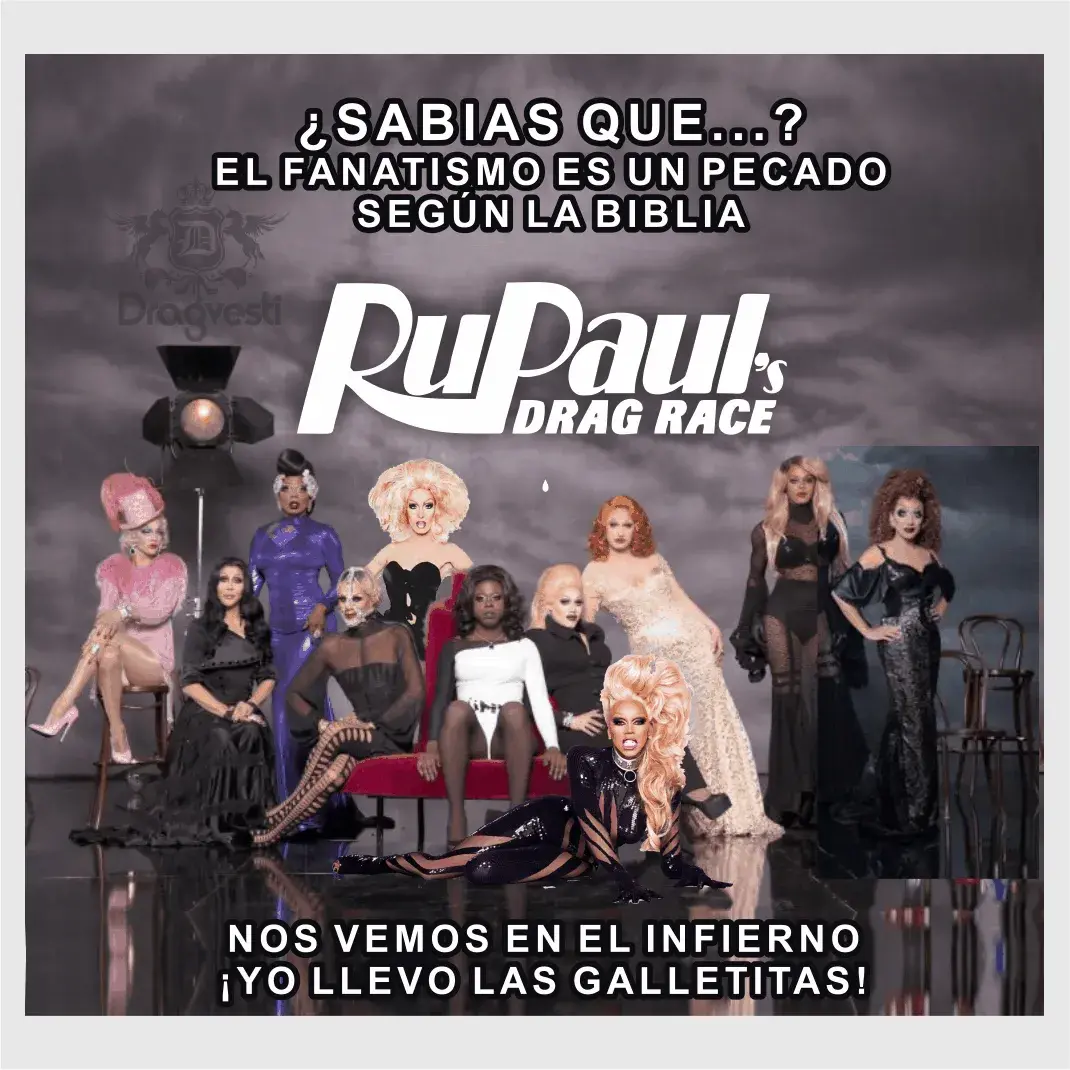 ¿SABIAS QUE...?
EL FANATISMO ES UN PECADO
SEGÚN LA BIBLIA
D
Dragvesti
RuPaul's
DRAG RACE
NOS VEMOS EN EL INFIERNO
¡YO LLEVO LAS GALLETITAS!